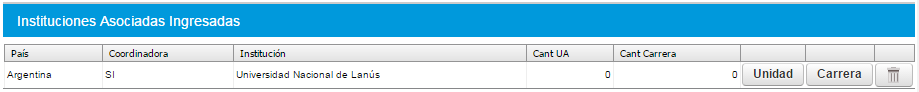 Instituciones Asociadas Ingresadas
País Coordinadora Institución Cant UA Cant Carrera
Argentina SI Universidad Nacional de Lanús 0 0 Unidad Carrera